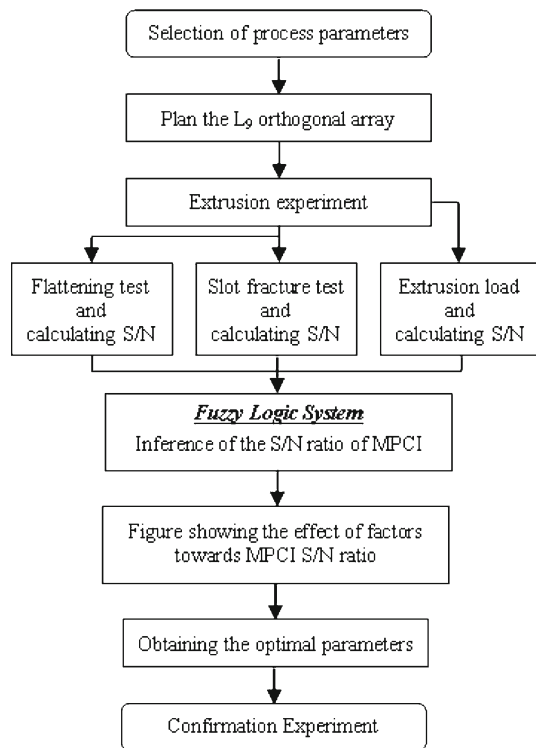 Selection of process parameters
Plan the L₉ orthogonal array
Extrusion experiment
Flattening test
and
calculating S/N
Slot fracture test
and
calculating S/N
Extrusion load
and
calculating S/N
Fuzzy Logic System
Inference of the S/N ratio of MPCI
Figure showing the effect of factors
towards MPCI S/N ratio
Obtaining the optimal parameters
Confirmation Experiment